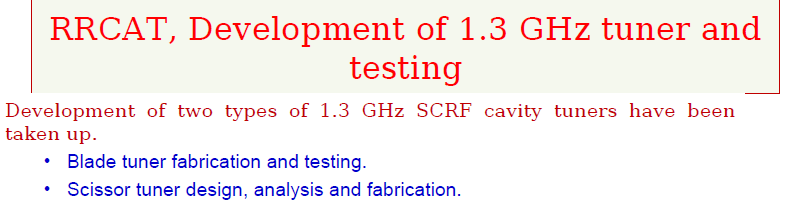 RRCAT, Development of 1.3 GHz tuner and
testing
Development of two types of 1.3 GHz SCRF cavity tuners have been
taken up.
• Blade tuner fabrication and testing.
• Scissor tuner design, analysis and fabrication.